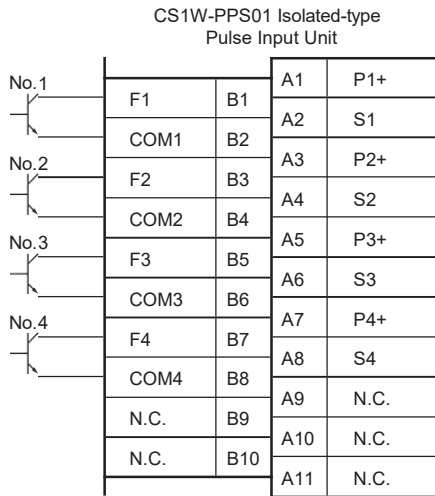 CS1W-PPS01 Isolated-type
Pulse Input Unit
A1 P1+
No.1
F1 B1
A2 S1
COM1 B2
A3 P2+
No.2
F2 B3
A4 S2
COM2 B4
A5 P3+
No.3
F3 B5
A6 S3
COM3 B6
A7 P4+
No.4
F4 B7
A8 S4
COM4 B8
A9 N.C.
N.C. B9
A10 N.C.
N.C. B10
A11 N.C.